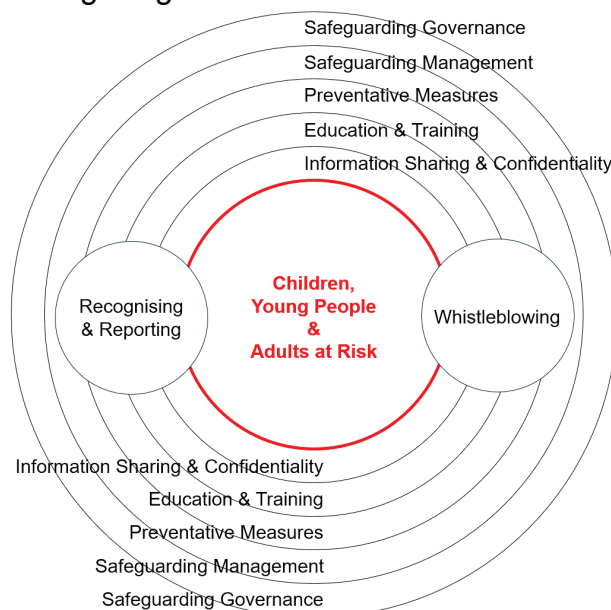 Safeguarding Governance
Safeguarding Management
Preventative Measures
Education & Training
Information Sharing & Confidentiality
Children,
Young People
&
Adults at Risk
Recognising
& Reporting
Whistleblowing
Information Sharing & Confidentiality
Education & Training
Preventative Measures
Safeguarding Management
Safeguarding Governance